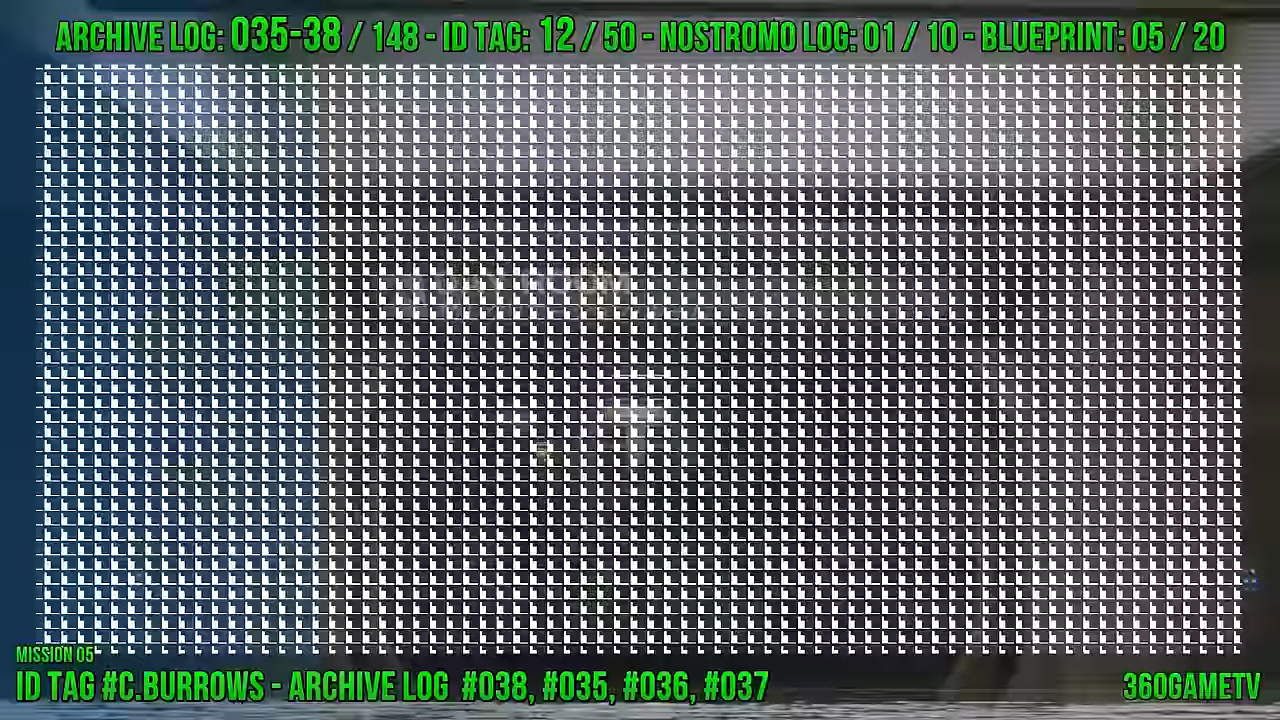 ARCHIVE LOG: 035-38 / 148 - ID TAG: 12 / 50 - NOSTROMO LOG: 01 / 10 - BLUEPRINT: 05 / 20
MISSION 05
ID TAG #C.BURROWS - ARCHIVE LOG #038, #035, #036, #037
360GAMETV